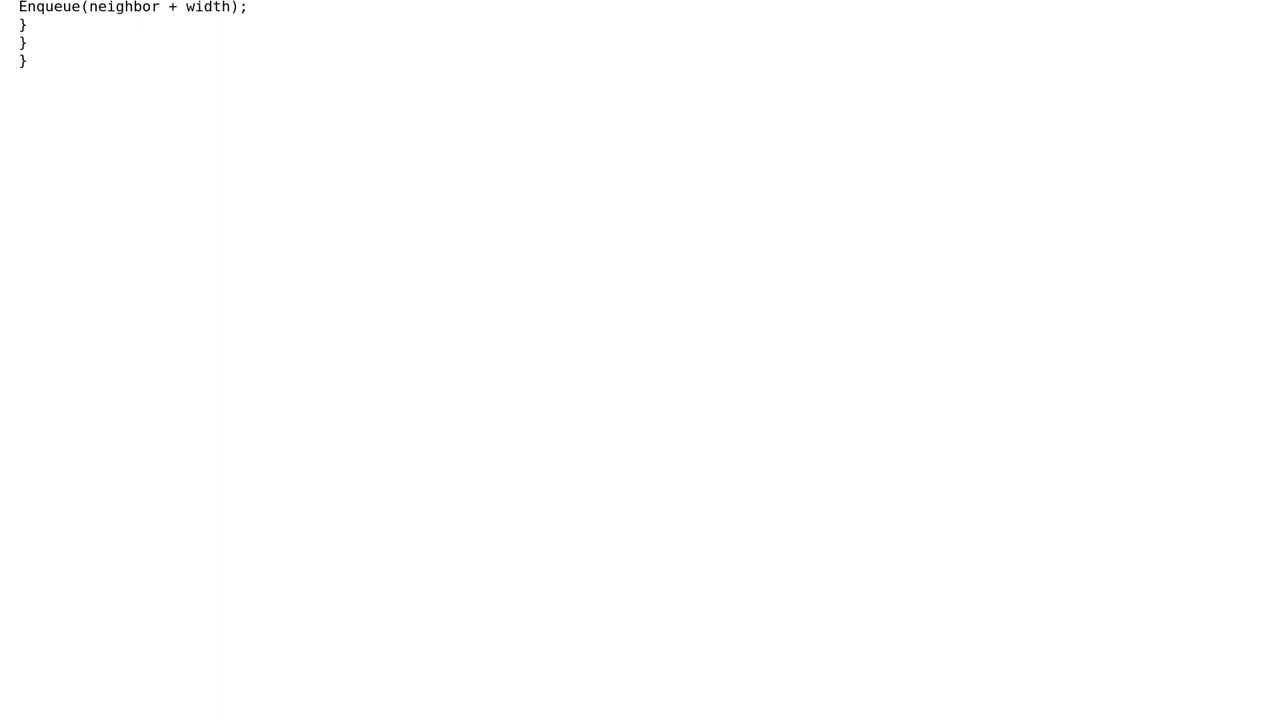 Enqueue(neighbor + width);
}
}
}